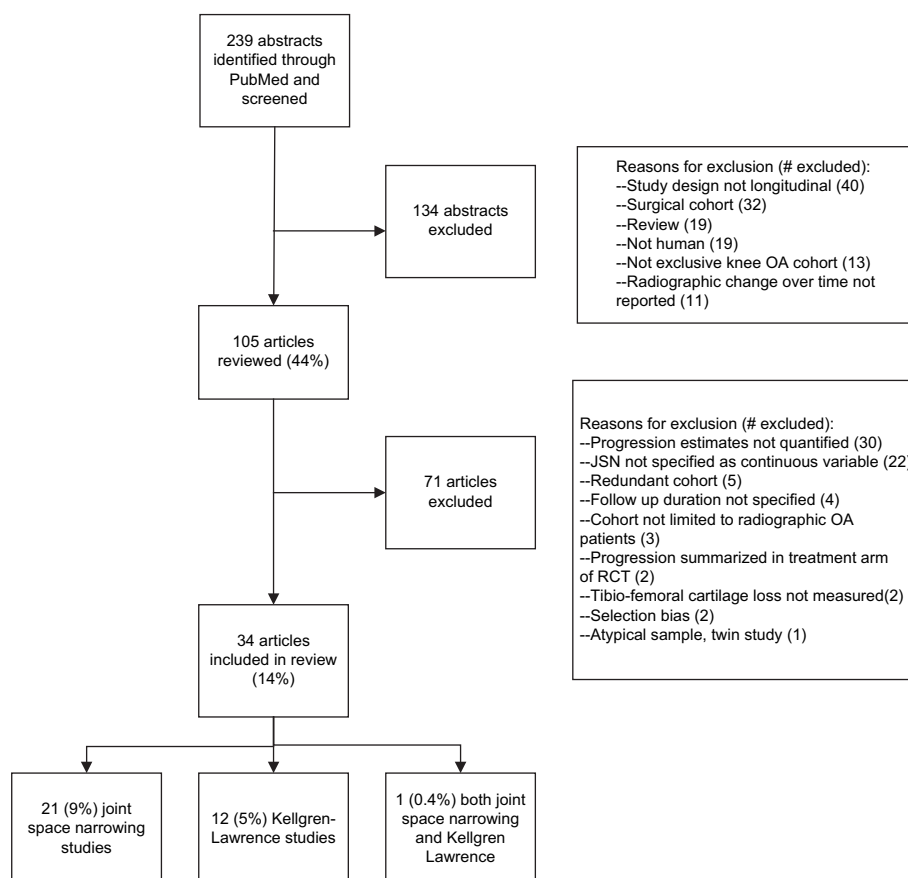 239 abstracts
identified through
PubMed and
screened
134 abstracts
excluded
Reasons for exclusion (# excluded):
--Study design not longitudinal (40)
--Surgical cohort (32)
--Review (19)
--Not human (19)
--Not exclusive knee OA cohort (13)
--Radiographic change over time not
reported (11)
105 articles
reviewed (44%)
71 articles
excluded
Reasons for exclusion (# excluded):
--Progression estimates not quantified (30)
--JSN not specified as continuous variable (22)
--Redundant cohort (5)
--Follow up duration not specified (4)
--Cohort not limited to radiographic OA
patients (3)
--Progression summarized in treatment arm
of RCT (2)
--Tibio-femoral cartilage loss not measured(2)
--Selection bias (2)
--Atypical sample, twin study (1)
34 articles
included in review
(14%)
21 (9%) joint
space narrowing
studies
12 (5%) Kellgren-
Lawrence studies
1 (0.4%) both joint
space narrowing
and Kellgren
Lawrence